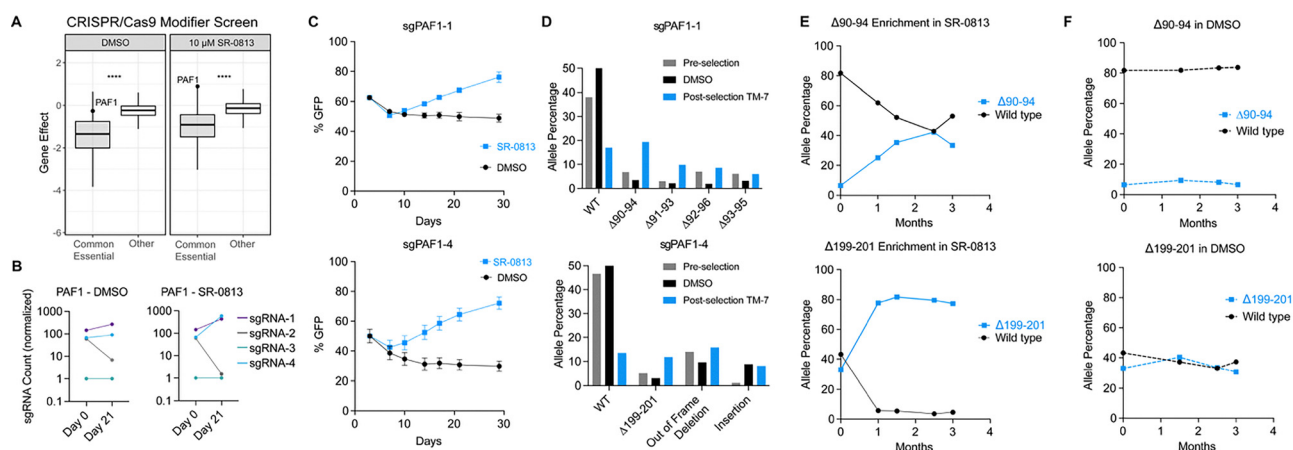 A
CRISPR/Cas9 Modifier Screen
DMSO
10 µM SR-0813
****
PAF1
PAF1
****
Gene Effect
2
0
-2
-4
-6
Common Essential
Other
Common Essential
Other
B
PAF1 - DMSO
PAF1 - SR-0813
sgRNA Count (normalized)
1000
100
10
1
0.1
1000
100
10
1
0.1
Day 0
Day 21
Day 0
Day 21
sgRNA-1
sgRNA-2
sgRNA-3
sgRNA-4
C
sgPAF1-1
% GFP
100
80
60
40
20
0
SR-0813
DMSO
0
10
20
30
Days
sgPAF1-4
% GFP
100
80
60
40
20
0
SR-0813
DMSO
0
10
20
30
Days
D
sgPAF1-1
Allele Percentage
50
40
30
20
10
0
Pre-selection
DMSO
Post-selection TM-7
WT
Δ90-94
Δ91-93
Δ92-96
Δ93-95
sgPAF1-4
Allele Percentage
50
40
30
20
10
0
Pre-selection
DMSO
Post-selection TM-7
WT
Δ199-201
Out of Frame
Deletion
Insertion
E
Δ90-94 Enrichment in SR-0813
Allele Percentage
100
80
60
40
20
0
Δ90-94
Wild type
0
1
2
3
4
Months
Δ199-201 Enrichment in SR-0813
Allele Percentage
100
80
60
40
20
0
Δ199-201
Wild type
0
1
2
3
4
Months
F
Δ90-94 in DMSO
Allele Percentage
100
80
60
40
20
0
Δ90-94
Wild type
0
2
4
Months
Δ199-201 in DMSO
Allele Percentage
100
80
60
40
20
0
Δ199-201
Wild type
0
1
2
3
4
Months